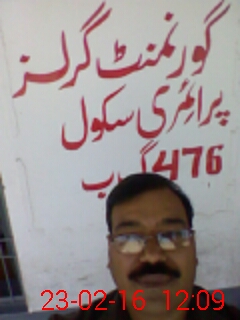 گورنمنٹ گرلز
پرائمری سکول
476 گ ب
23-02-16 12:09